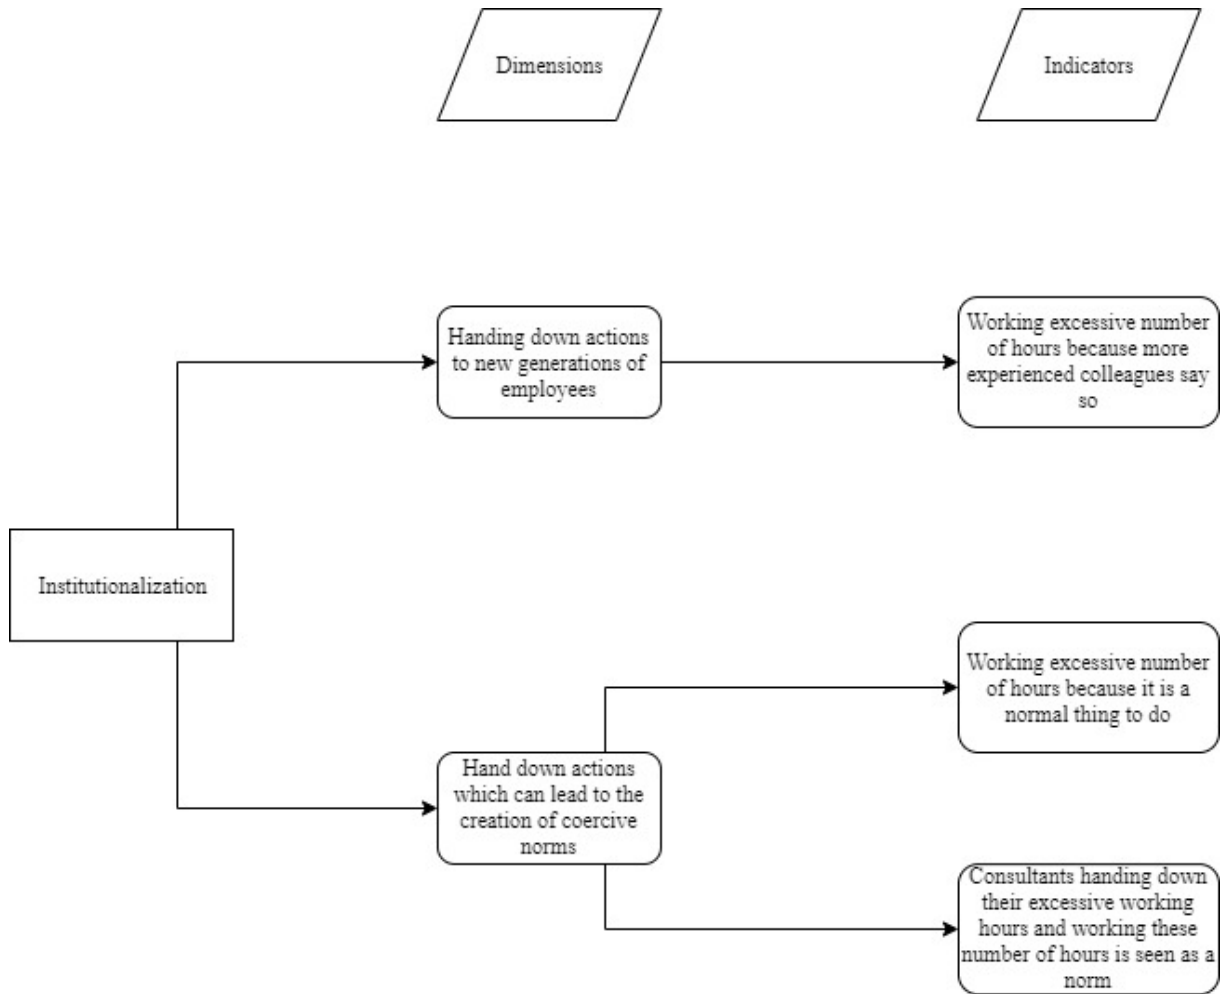 Dimensions
Indicators
Handing down actions
to new generations of
employees
Working excessive number
of hours because more
experienced colleagues say
so
Institutionalization
Working excessive number
of hours because it is a
normal thing to do
Hand down actions
which can lead to the
creation of coercive
norms
Consultants handing down
their excessive working
hours and working these
number of hours is seen as a
norm